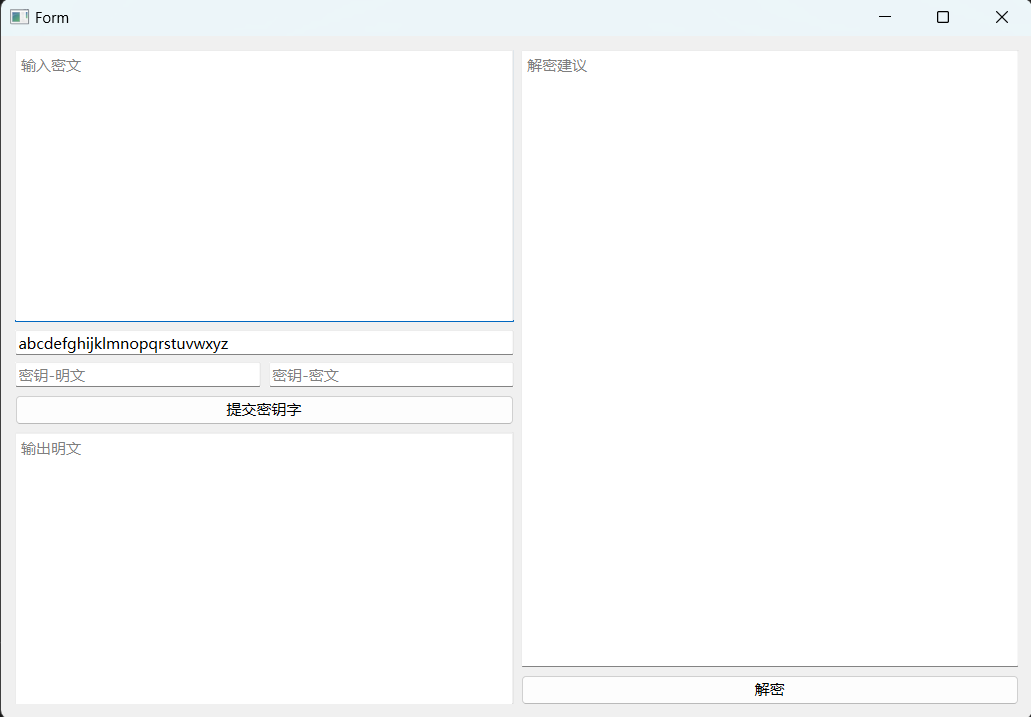 Form
输入密文
abcdefghijklmnopqrstuvwxyz
密钥-明文
密钥-密文
提交密钥字
输出明文
解密建议
解密